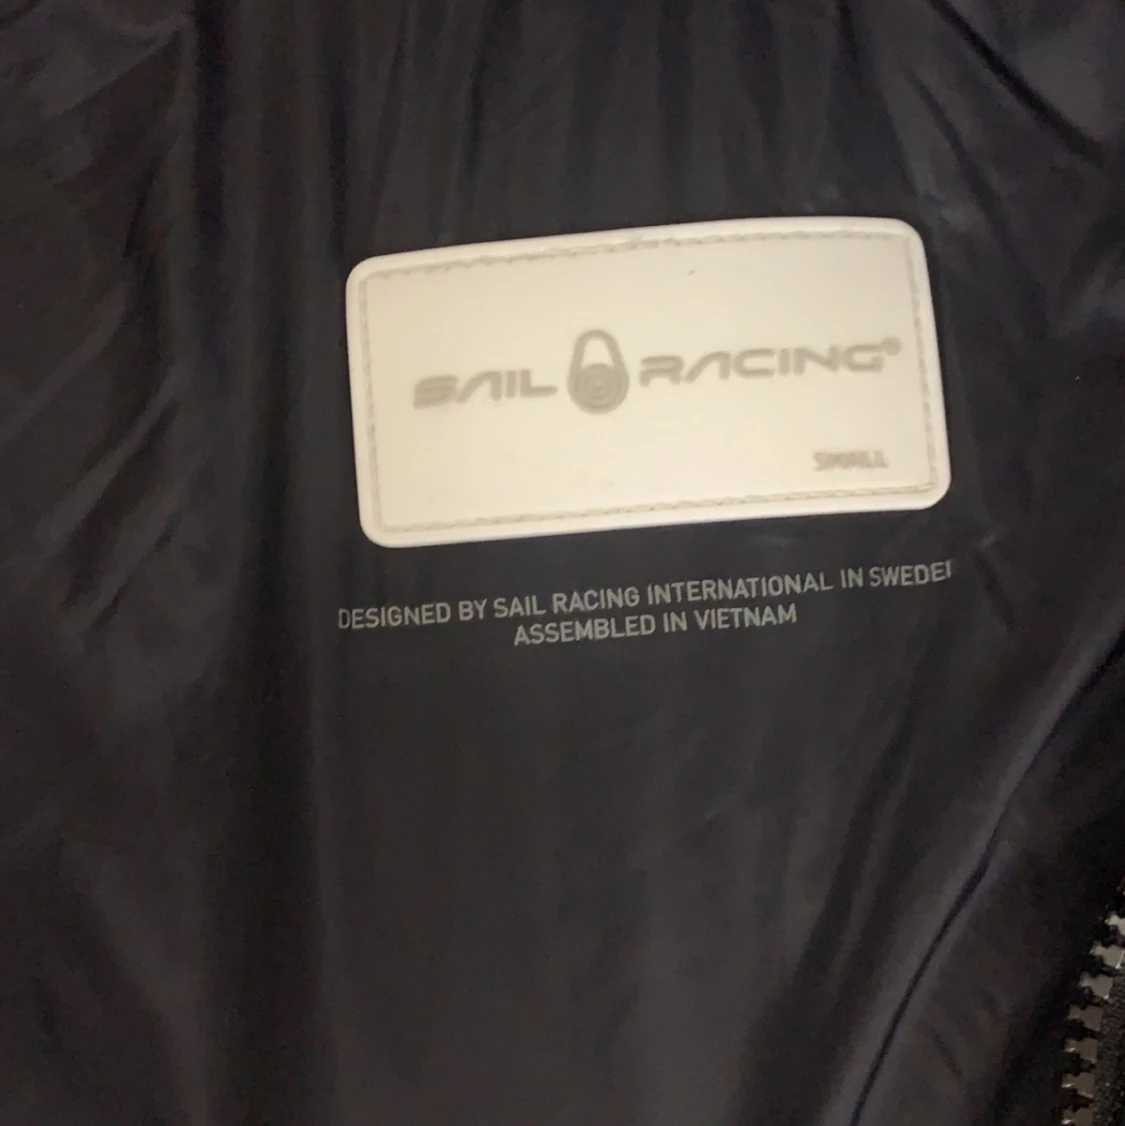 SAIL RACING®
SMALL
DESIGNED BY SAIL RACING INTERNATIONAL IN SWEDEN
ASSEMBLED IN VIETNAM